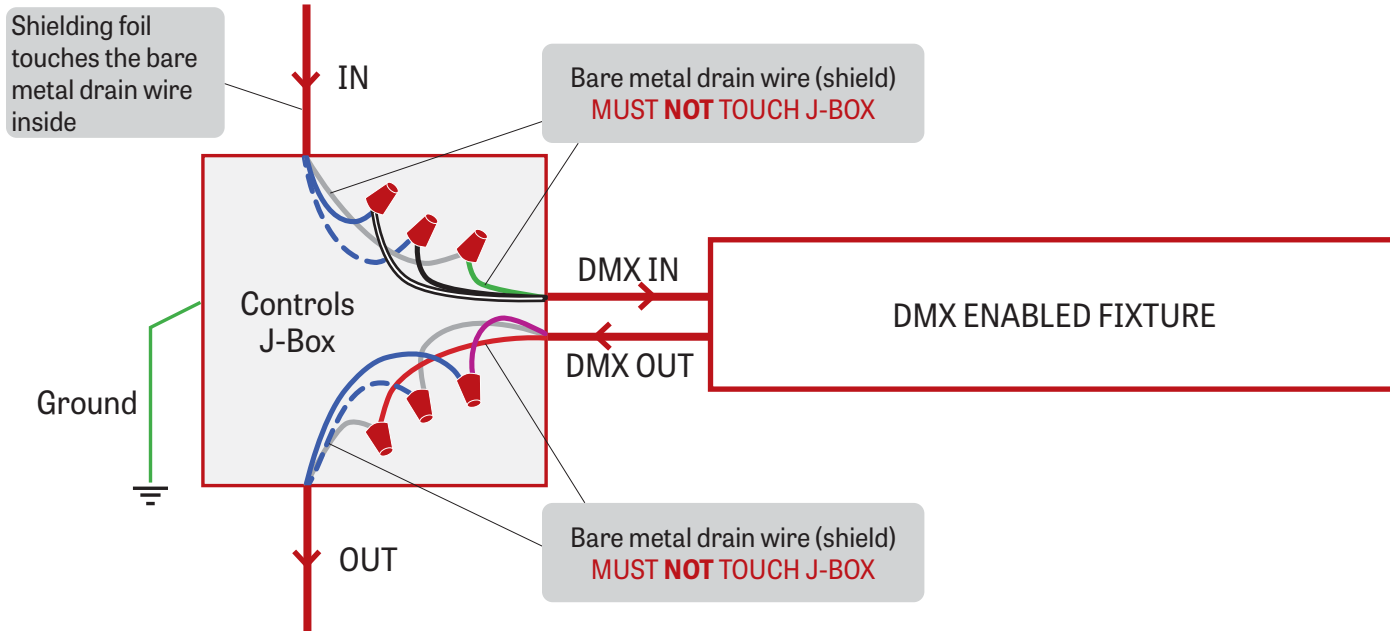 Shielding foil
touches the bare
metal drain wire
inside
IN
Bare metal drain wire (shield)
MUST NOT TOUCH J-BOX
Controls
J-Box
DMX IN
DMX OUT
DMX ENABLED FIXTURE
Ground
OUT
Bare metal drain wire (shield)
MUST NOT TOUCH J-BOX